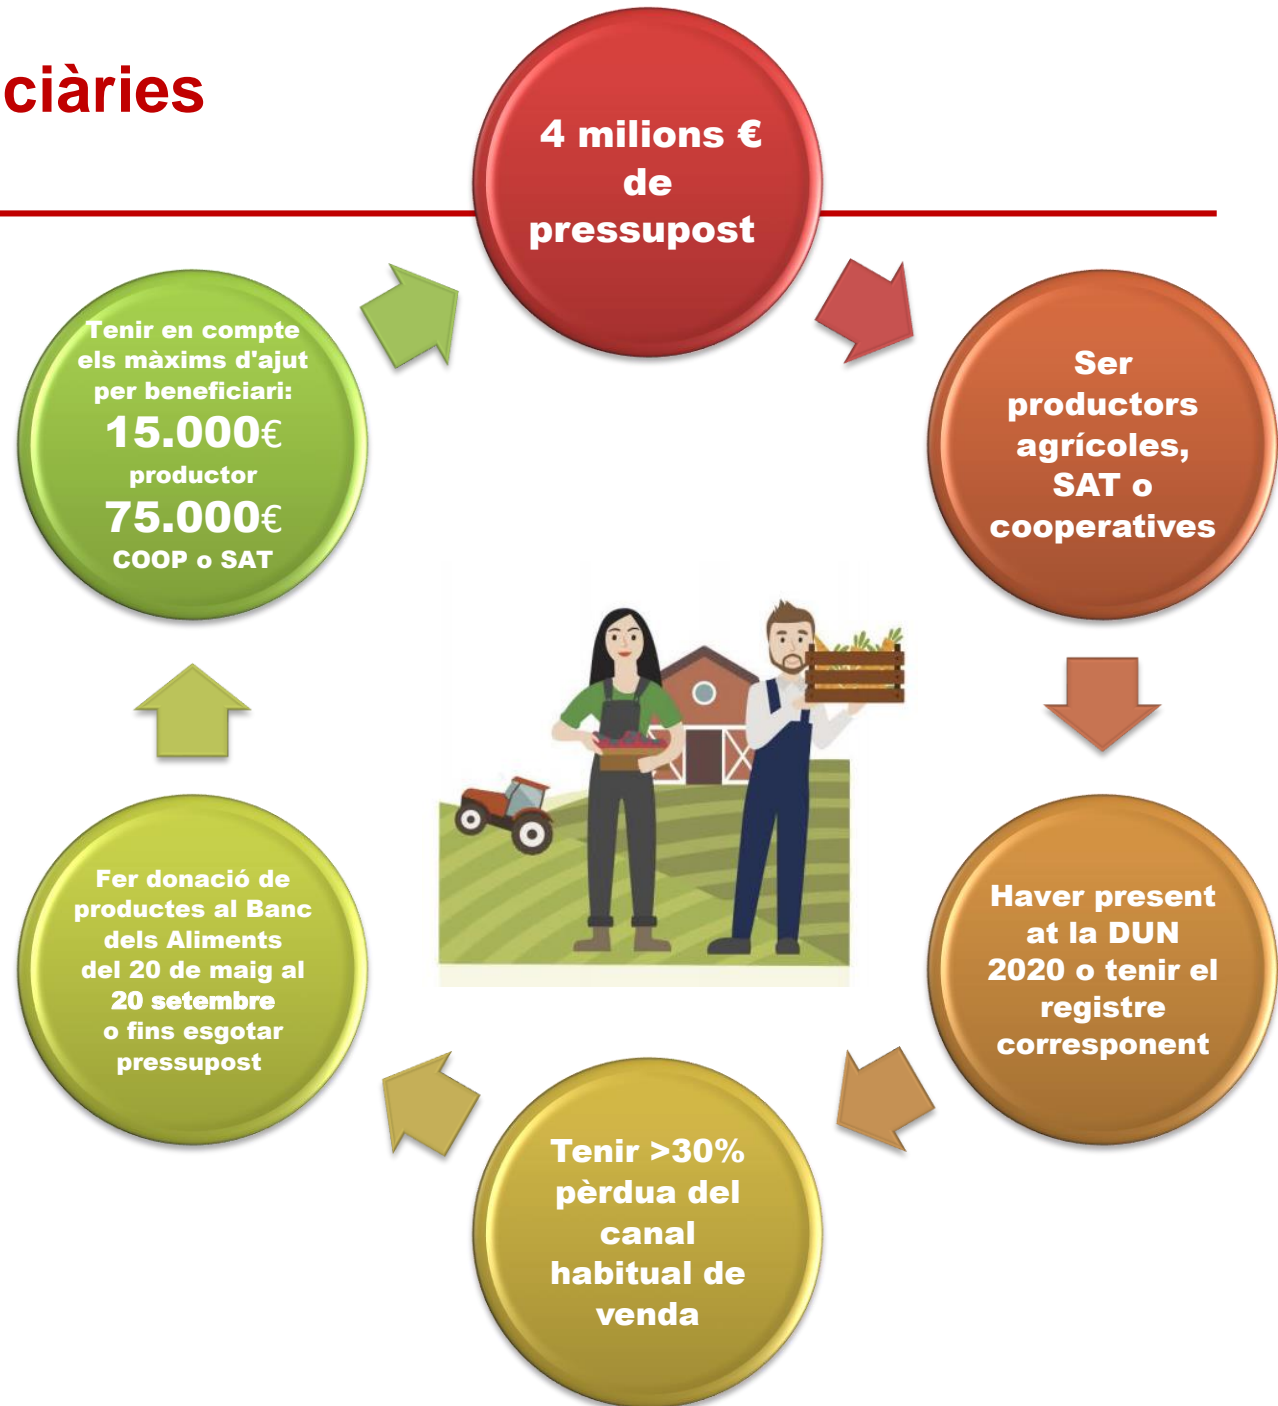 ciàries
4 milions €
de
pressupost
Ser
productors
agrícoles,
SAT o
cooperatives
Haver present
at la DUN
2020 o tenir el
registre
corresponent
Tenir >30%
pèrdua del
canal
habitual de
venda
Fer donació de
productes al Banc
dels Aliments
del 20 de maig al
20 setembre
o fins esgotar
pressupost
Tenir en compte
els màxims d'ajut
per beneficiari:
15.000€
productor
75.000€
COOP o SAT